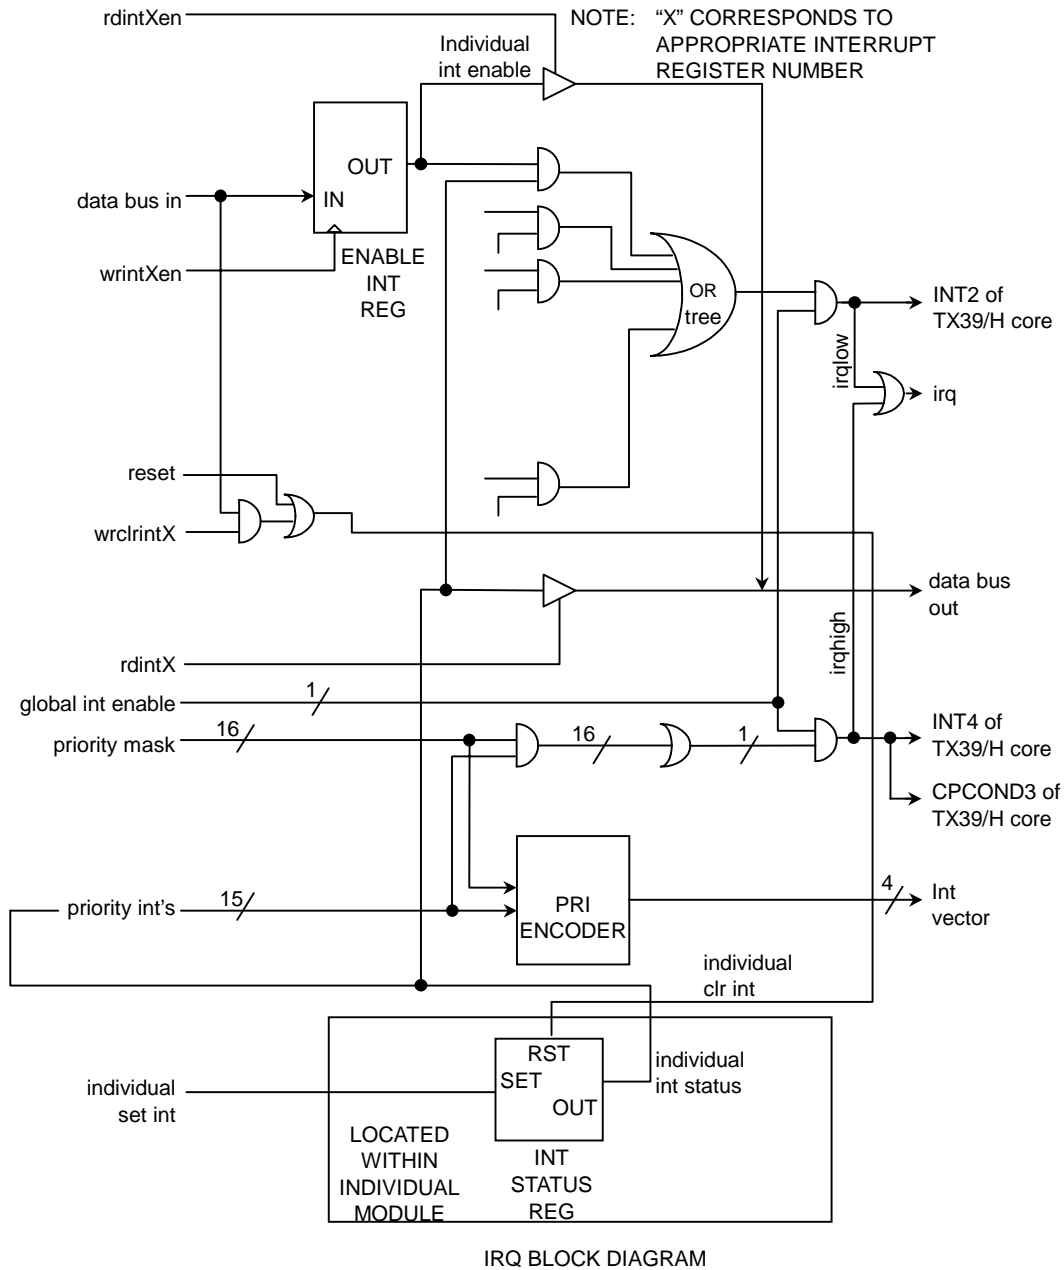 rdintXen
NOTE: “X” CORRESPONDS TO
APPROPRIATE INTERRUPT
REGISTER NUMBER
Individual
int enable
OUT
IN
data bus in
wrintXen
ENABLE
INT
REG
OR
tree
INT2 of
TX39/H core
irqlow
irq
reset
wrclrintX
data bus
out
rdintX
irqhigh
global int enable
1
priority mask
16
16
1
INT4 of
TX39/H core
CPCOND3 of
TX39/H core
priority int's
15
PRI
ENCODER
4
Int
vector
individual
clr int
RST
SET
OUT
individual
int status
individual
set int
LOCATED
WITHIN
INDIVIDUAL
MODULE
INT
STATUS
REG
IRQ BLOCK DIAGRAM